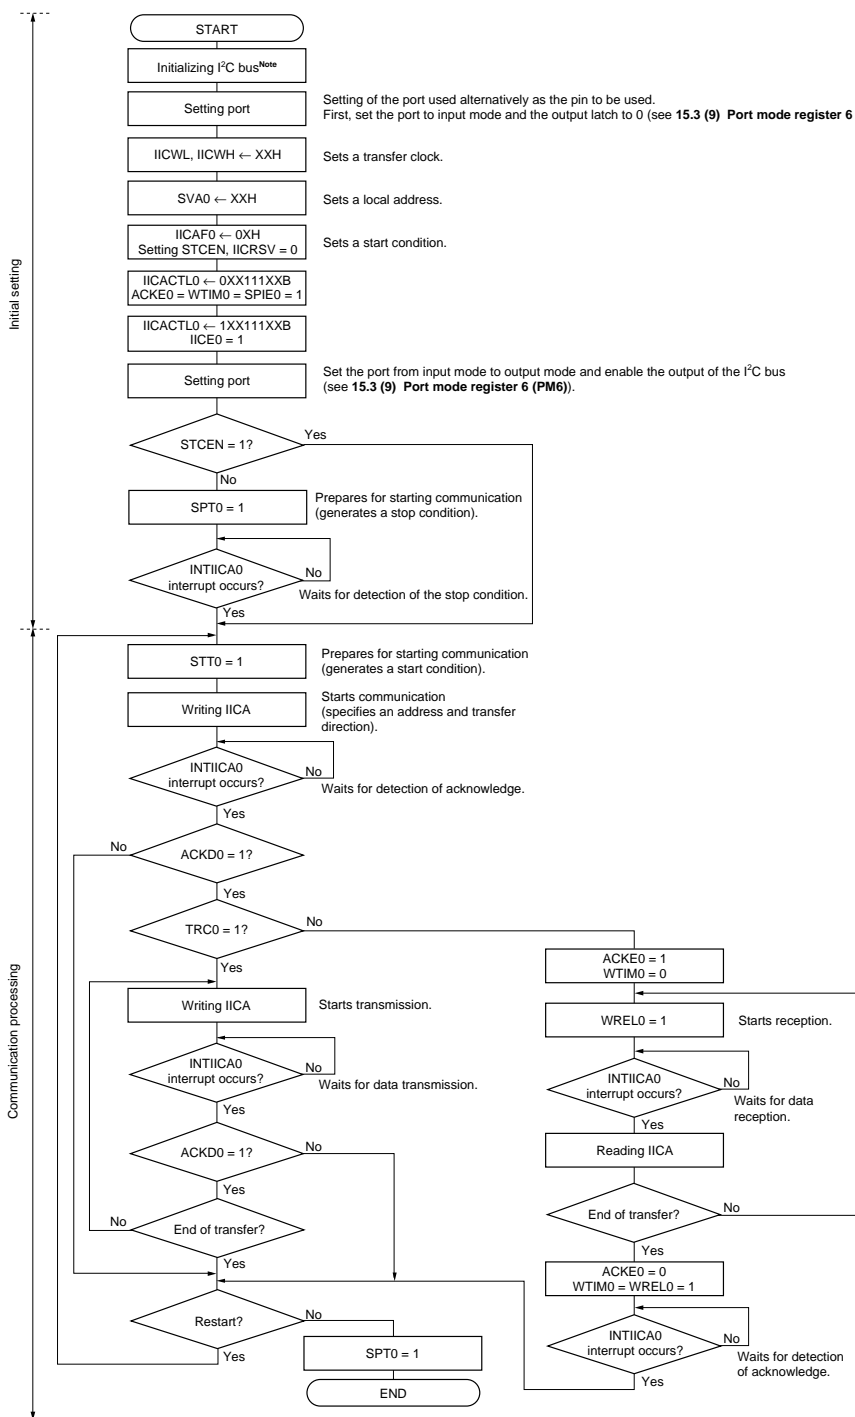 START
Initializing I²C bus^Note
Setting port
Setting of the port used alternatively as the pin to be used.
First, set the port to input mode and the output latch to 0 (see 15.3 (9) Port mode register 6
IICWL, IICWH ← XXH
Sets a transfer clock.
SVA0 ← XXH
Sets a local address.
IICAF0 ← 0XH
Setting STCEN, IICRSV = 0
Sets a start condition.
IICACTL0 ← 0XX111XXB
ACKE0 = WTIM0 = SPIE0 = 1
IICACTL0 ← 1XX111XXB
IICE0 = 1
Setting port
Set the port from input mode to output mode and enable the output of the I²C bus
(see 15.3 (9) Port mode register 6 (PM6)).
Initial setting
STCEN = 1?
Yes
No
SPT0 = 1
Prepares for starting communication
(generates a stop condition).
INTIICA0
interrupt occurs?
No
Waits for detection of the stop condition.
Yes
STT0 = 1
Prepares for starting communication
(generates a start condition).
Writing IICA
Starts communication
(specifies an address and transfer
direction).
INTIICA0
interrupt occurs?
No
Waits for detection of acknowledge.
Yes
No
ACKD0 = 1?
Yes
TRC0 = 1?
No
Yes
Communication processing
Writing IICA
Starts transmission.
INTIICA0
interrupt occurs?
No
Waits for data transmission.
Yes
ACKD0 = 1?
No
Yes
No
End of transfer?
Yes
Restart?
No
Yes
SPT0 = 1
END
ACKE0 = 1
WTIM0 = 0
WREL0 = 1
Starts reception.
INTIICA0
interrupt occurs?
No
Waits for data
reception.
Yes
Reading IICA
End of transfer?
No
Yes
ACKE0 = 0
WTIM0 = WREL0 = 1
INTIICA0
interrupt occurs?
No
Waits for detection
of acknowledge.
Yes